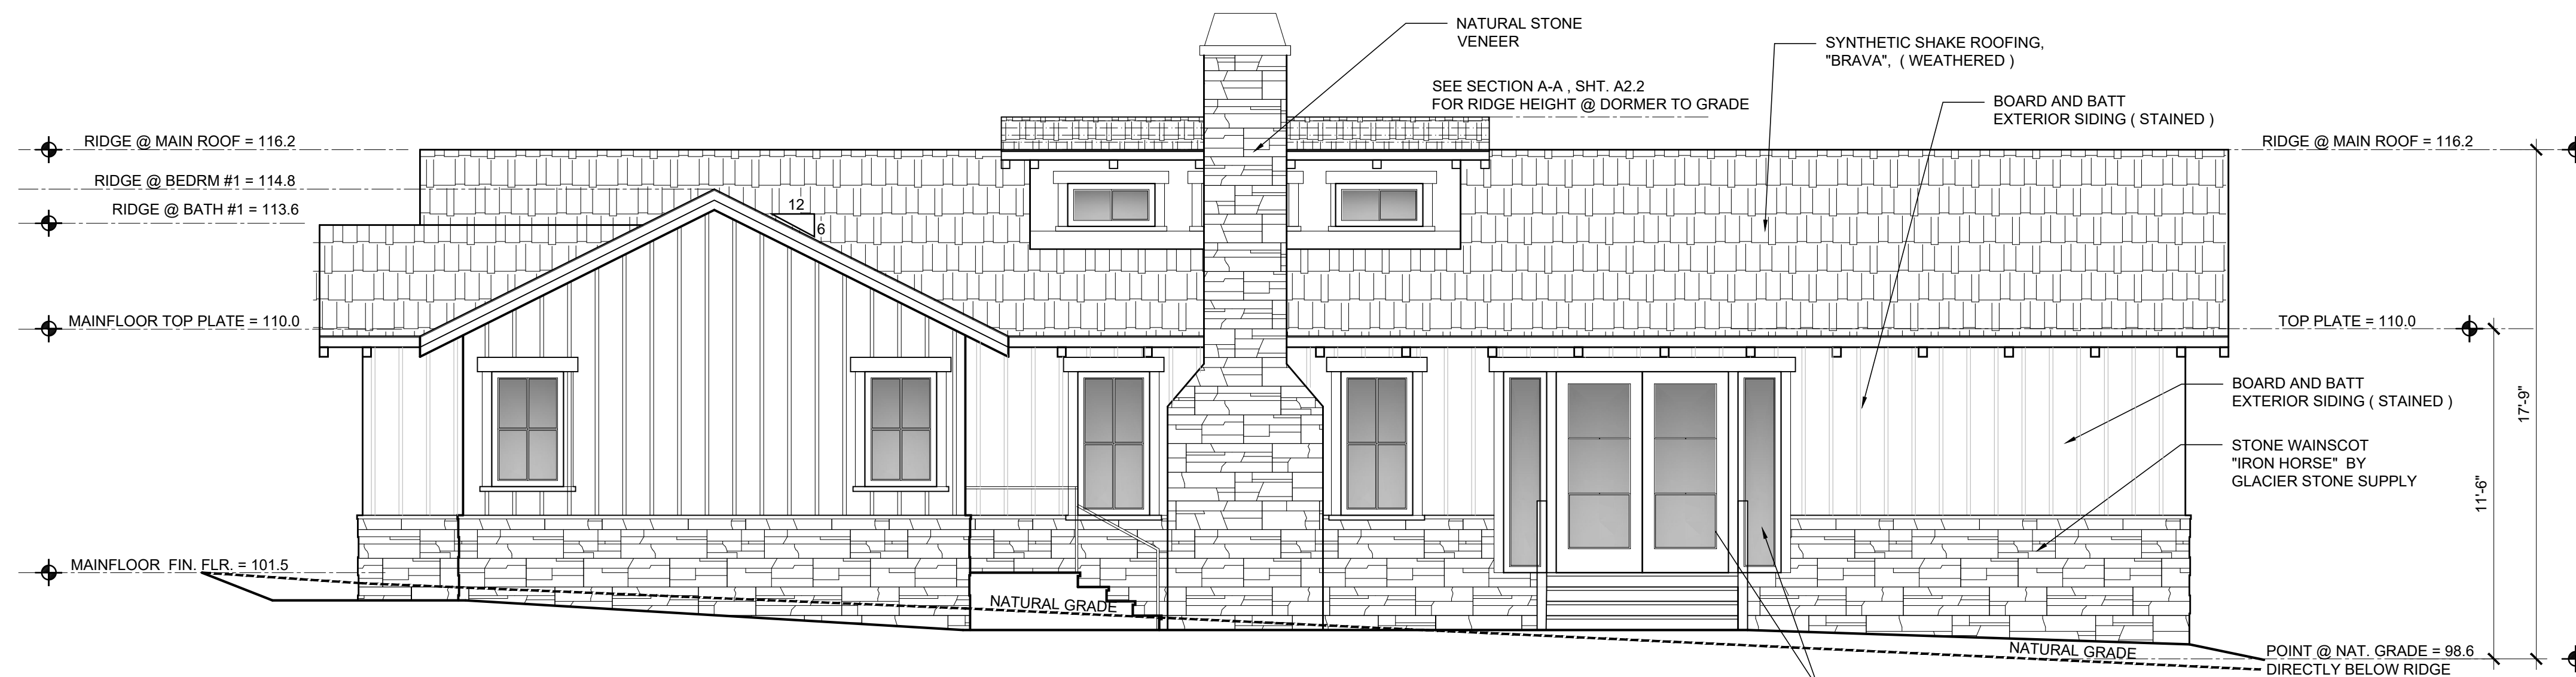 NATURAL STONE
VENEER
SYNTHETIC SHAKE ROOFING,
"BRAVA", ( WEATHERED )
SEE SECTION A-A , SHT. A2.2
FOR RIDGE HEIGHT @ DORMER TO GRADE
BOARD AND BATT
EXTERIOR SIDING ( STAINED )
RIDGE @ MAIN ROOF = 116.2
RIDGE @ MAIN ROOF = 116.2
RIDGE @ BEDRM #1 = 114.8
RIDGE @ BATH #1 = 113.6
12
6
MAINFLOOR TOP PLATE = 110.0
TOP PLATE = 110.0
BOARD AND BATT
EXTERIOR SIDING ( STAINED )
17'-9"
STONE WAINSCOT
"IRON HORSE" BY
GLACIER STONE SUPPLY
11'-6"
MAINFLOOR FIN. FLR. = 101.5
NATURAL GRADE
NATURAL GRADE
POINT @ NAT. GRADE = 98.6
DIRECTLY BELOW RIDGE